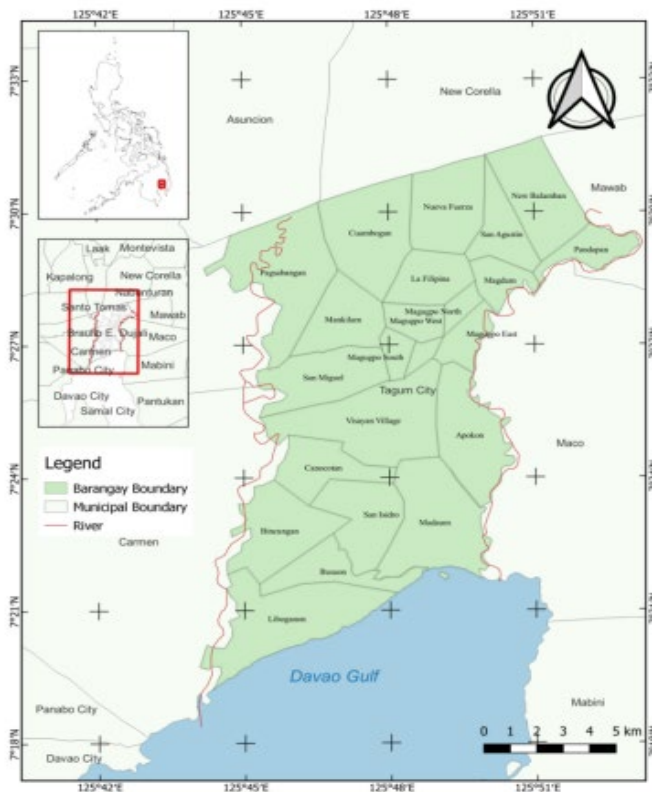 125°42'E 125°45'E 125°48'E 125°51'E
7°33'N
7°30'N
7°27'N
7°24'N
7°21'N
7°18'N
New Corella
Asuncion
Mawab
New Balamban
Nueva Fuerza
Cuambogan
San Agustin
Pandapan
Pagsabangan
La Filipina
Magdum
Mankilam
Magugpo North
Magugpo West
Magugpo East
Magugpo South
San Miguel
Tagum City
Visayan Village
Apokon
Maco
Canocotan
San Isidro
Madaum
Bincungan
Busaon
Liboganon
Carmen
Davao Gulf
Panabo City
Davao City
Mabini
Laak Montevista
Kapalong
New Corella
Nabunturan
Santo Tomas
Mawab
Braulio E. Dujali
Maco
Carmen
Panabo City
Mabini
Davao City
Pantukan
Samal City
Legend
Barangay Boundary
Municipal Boundary
River
0 1 2 3 4 5 km
125°42'E 125°45'E 125°48'E 125°51'E